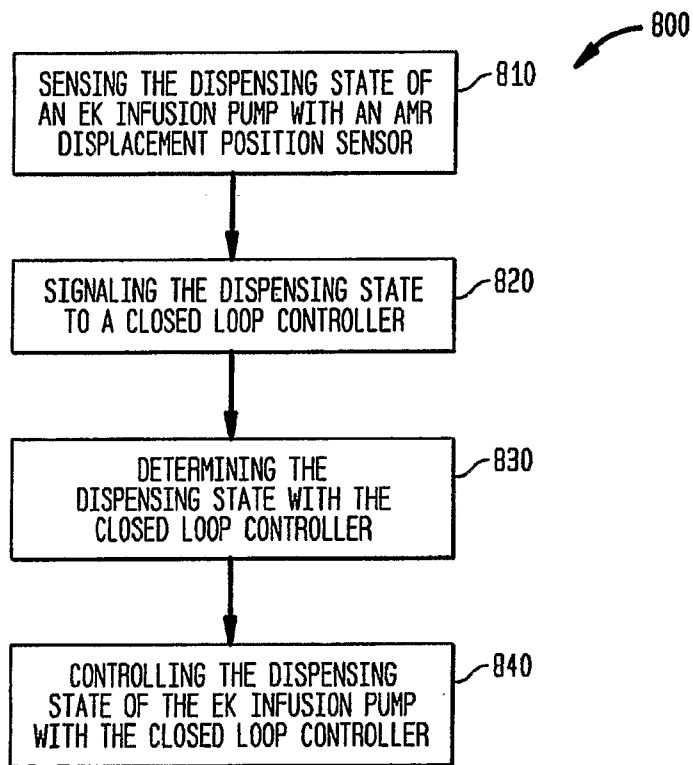 800
SENSING THE DISPENSING STATE OF
AN EK INFUSION PUMP WITH AN AMR
DISPLACEMENT POSITION SENSOR
810
SIGNALING THE DISPENSING STATE
TO A CLOSED LOOP CONTROLLER
820
DETERMINING THE
DISPENSING STATE WITH THE
CLOSED LOOP CONTROLLER
830
CONTROLLING THE DISPENSING
STATE OF THE EK INFUSION PUMP
WITH THE CLOSED LOOP CONTROLLER
840